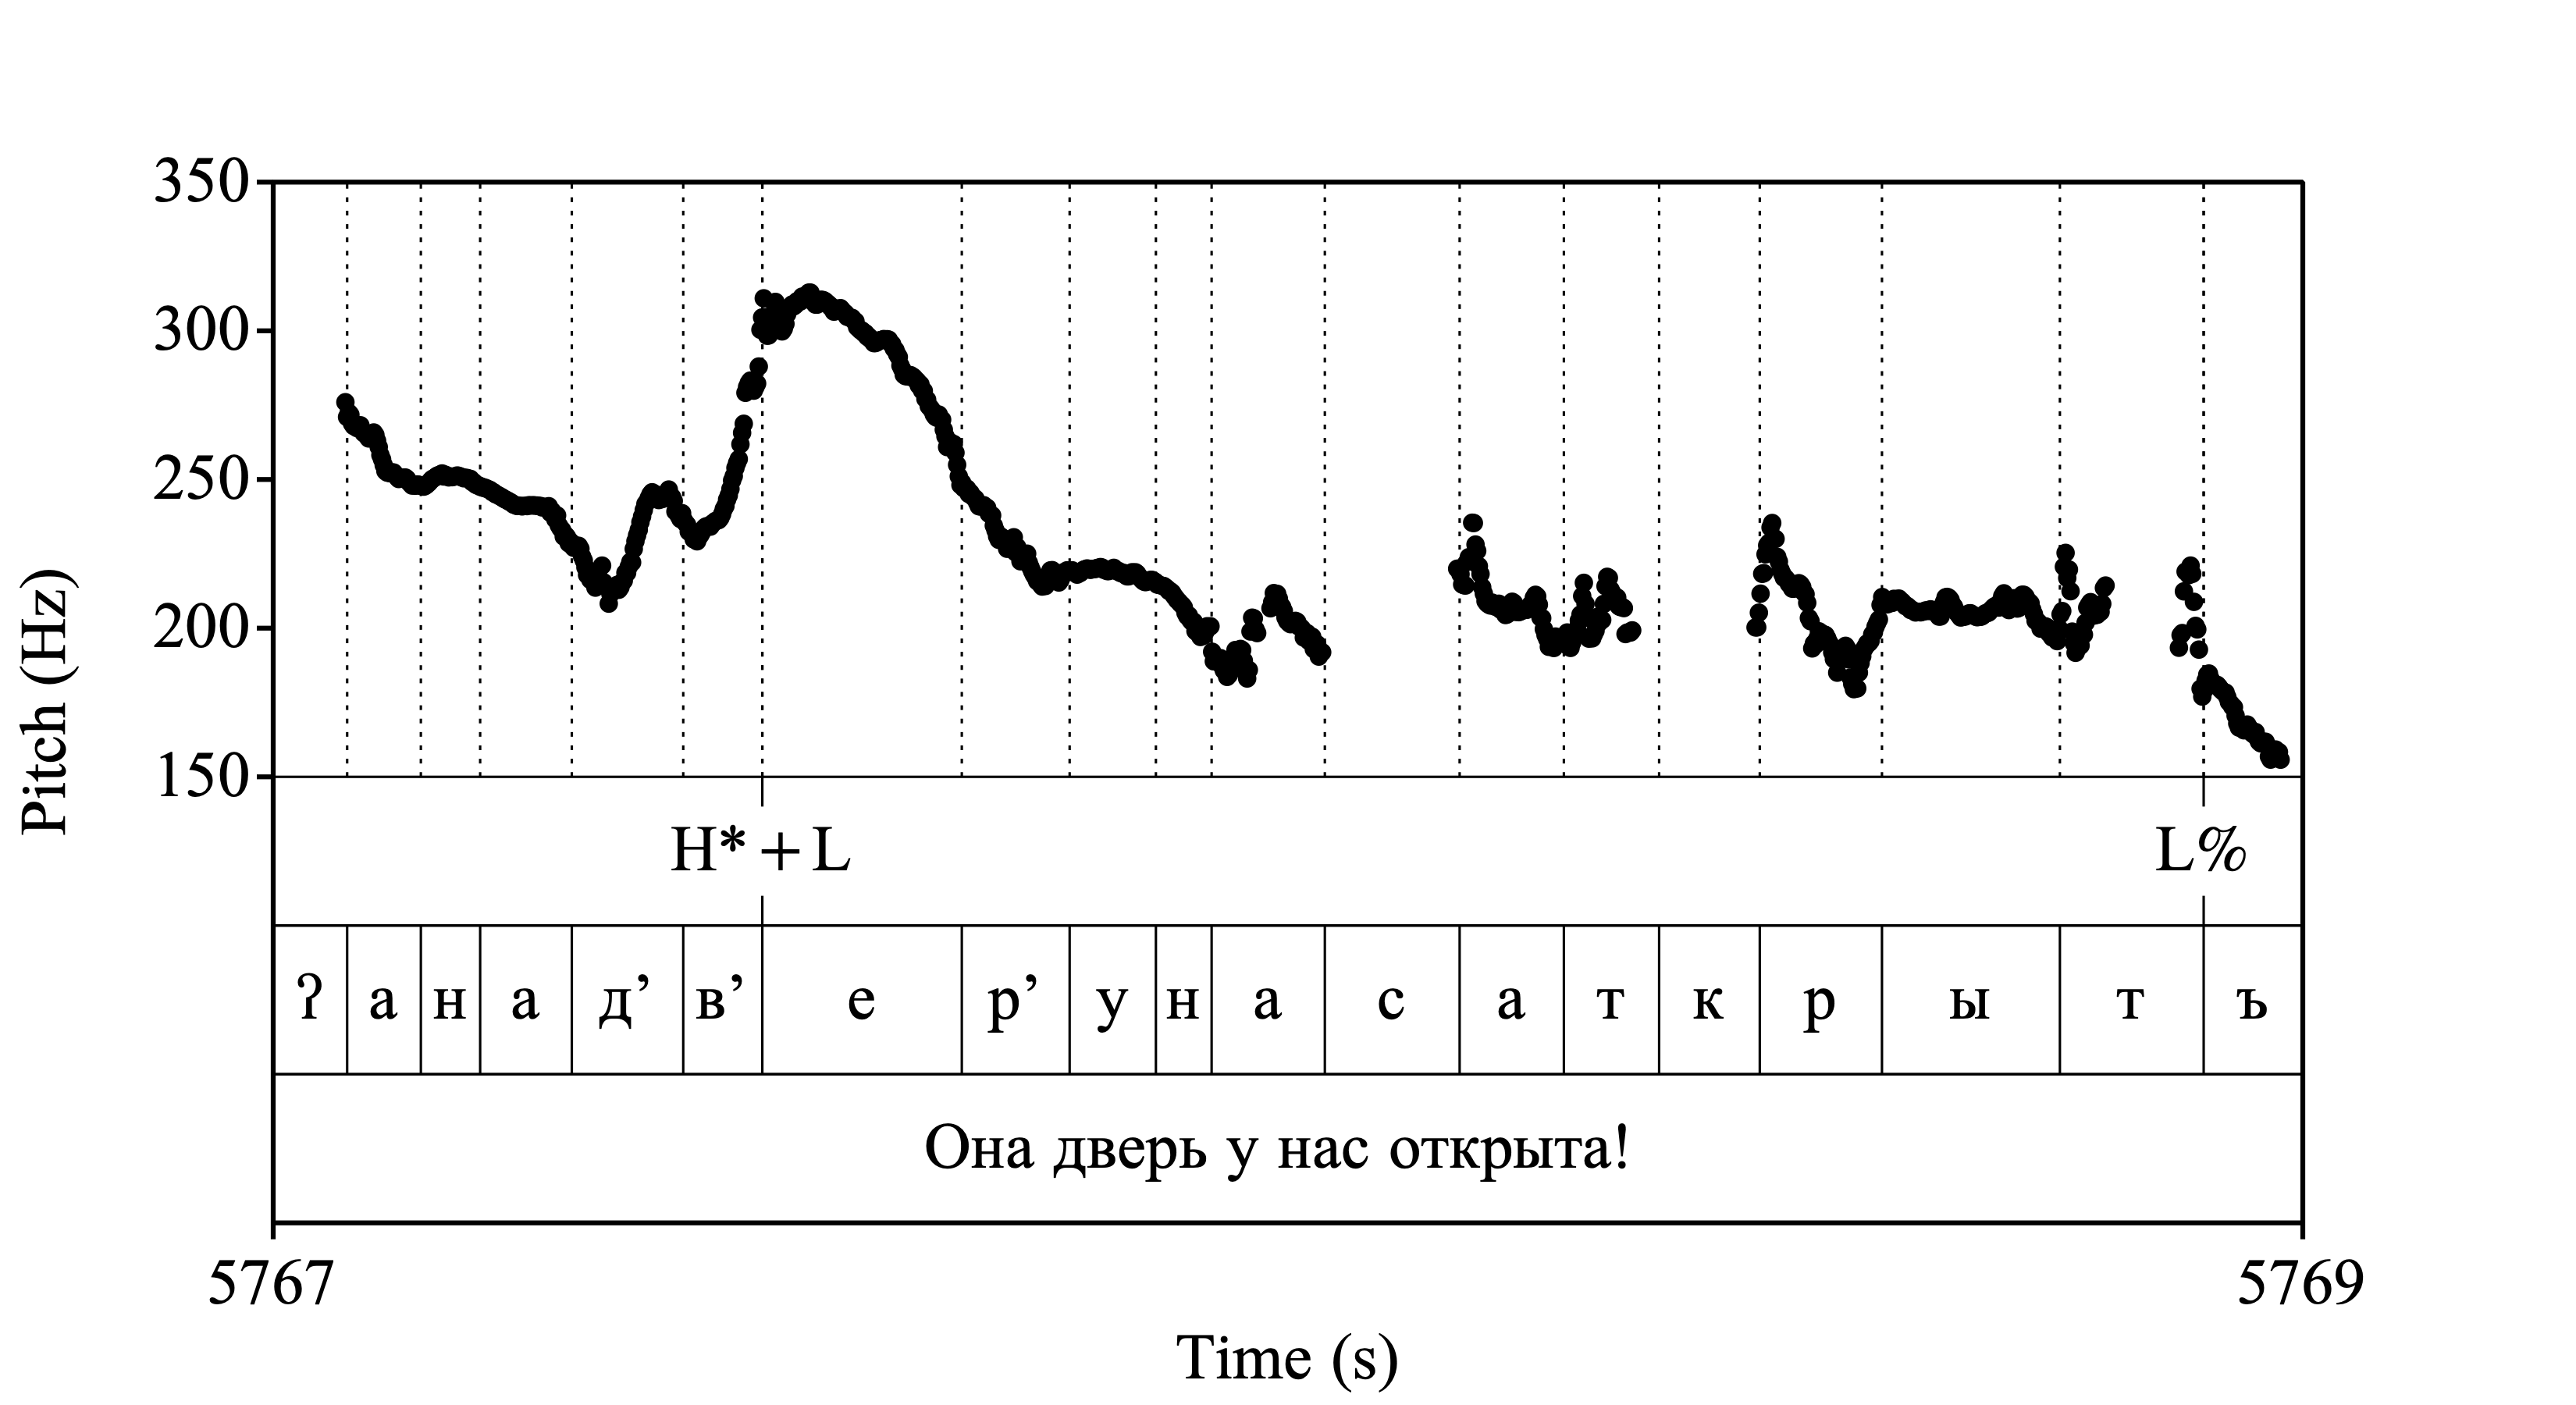 350
300
250
200
150
Pitch (Hz)
H* + L L%
ʔ а н а д’ в’ е р’ у н а с а т к р ы т ъ
Она дверь у нас открыта!
5767 5769
Time (s)